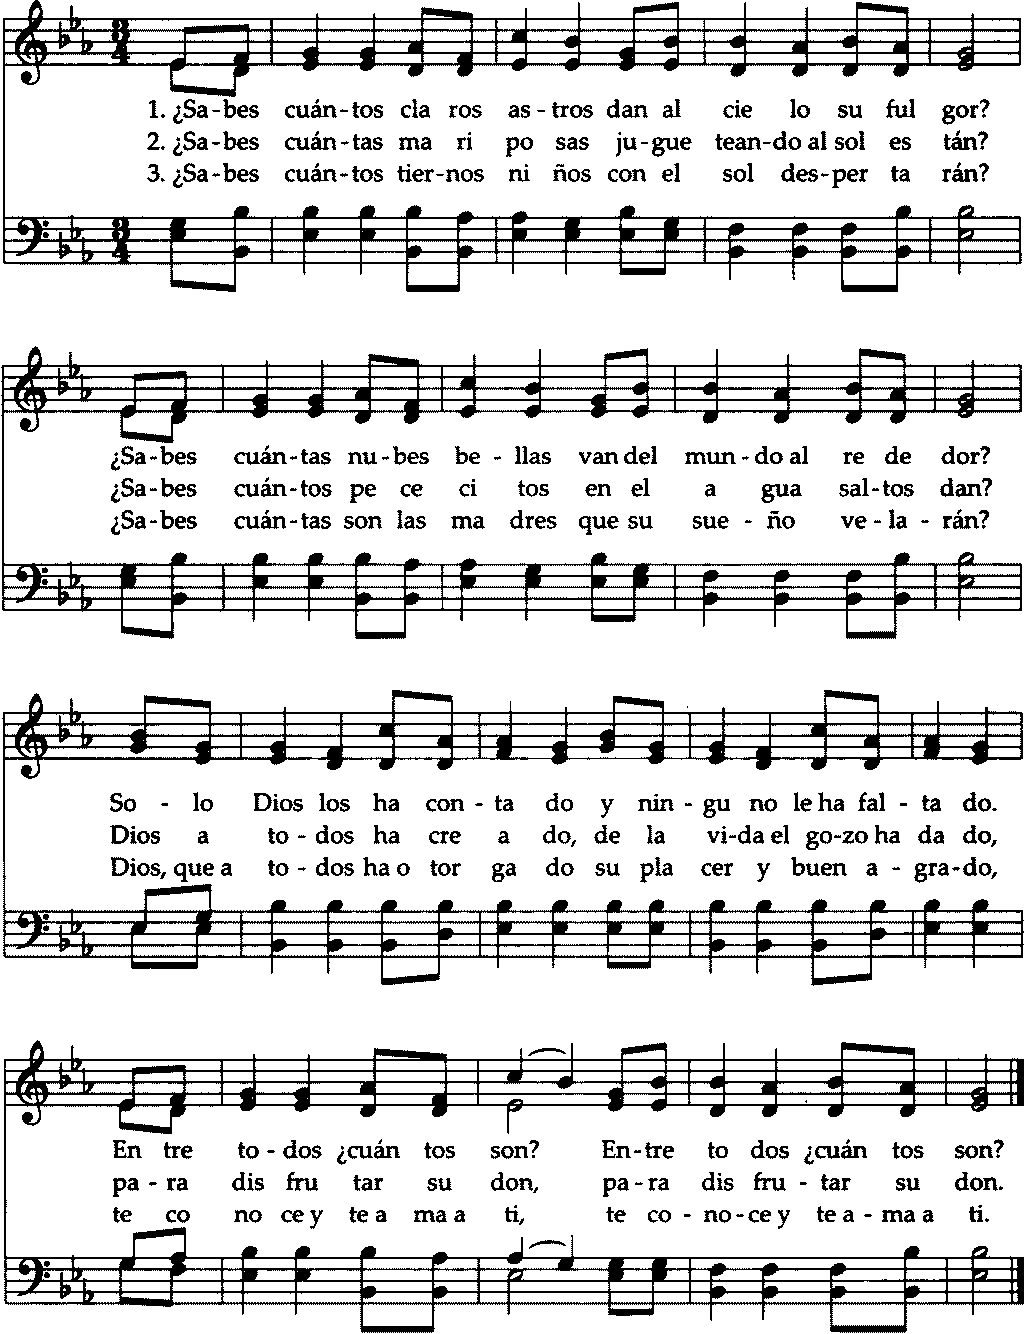 1. ¿Sa-bes cuán-tos cla ros as-tros dan al cie lo su ful gor?
2. ¿Sa-bes cuán-tas ma ri po sas ju-gue tean-do al sol es tán?
3. ¿Sa-bes cuán-tos tier-nos ni ños con el sol des-per ta rán?
¿Sa-bes cuán-tas nu-bes be-llas van del mun-do al re de dor?
¿Sa-bes cuán-tos pe ce ci tos en el a gua sal-tos dan?
¿Sa-bes cuán-tas son las ma dres que su sue-ño ve-la-rán?
So-lo Dios los ha con-ta do y nin-gu no le ha fal-ta do.
Dios a to-dos ha cre a do, de la vi-da el go-zo ha da do,
Dios, que a to-dos ha o tor ga do su pla cer y buen a-gra-do,
En tre to-dos ¿cuán tos son? En-tre to dos ¿cuán tos son?
pa-ra dis fru tar su don, pa-ra dis fru-tar su don.
te co no ce y te a ma a ti, te co-no-ce y te a-ma a ti.